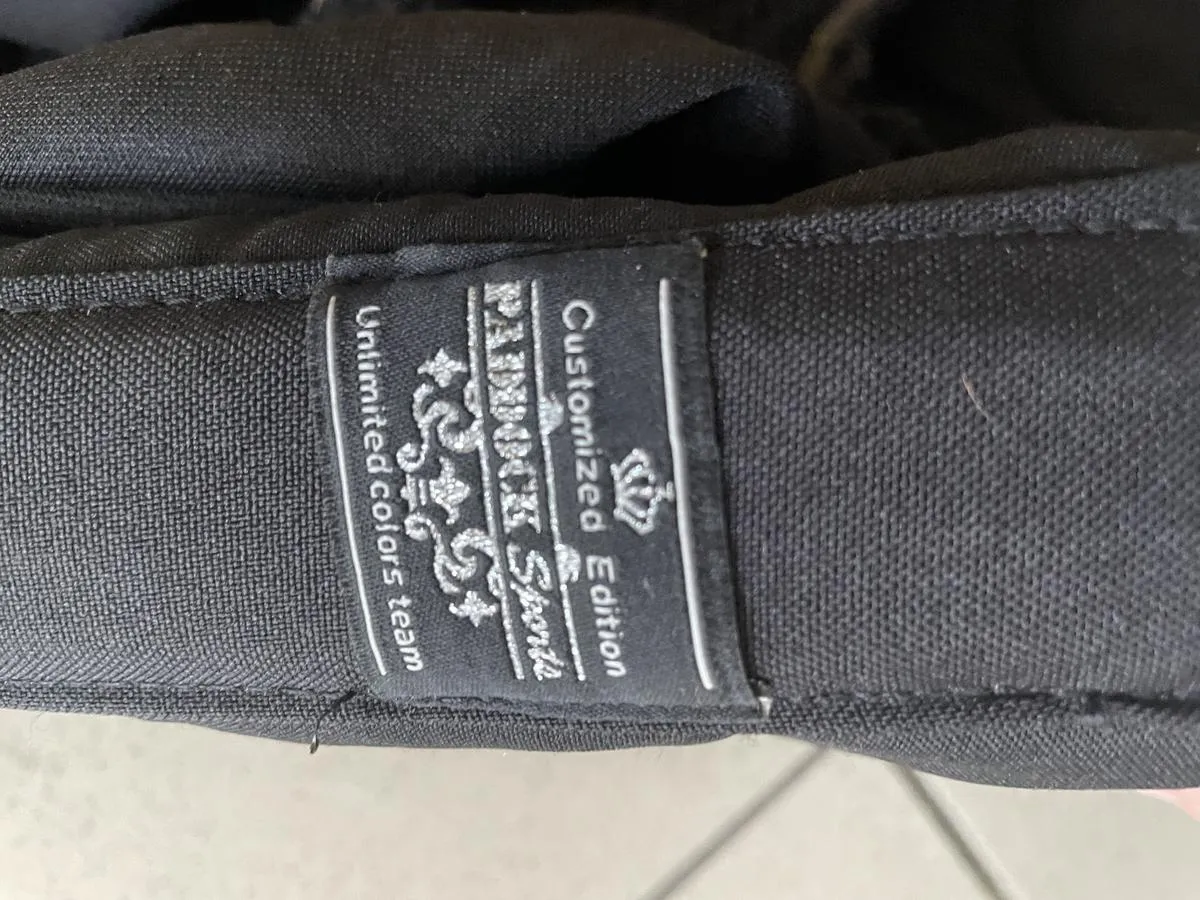 Customized Edition
PADDOCK Sports
Unlimited colors team